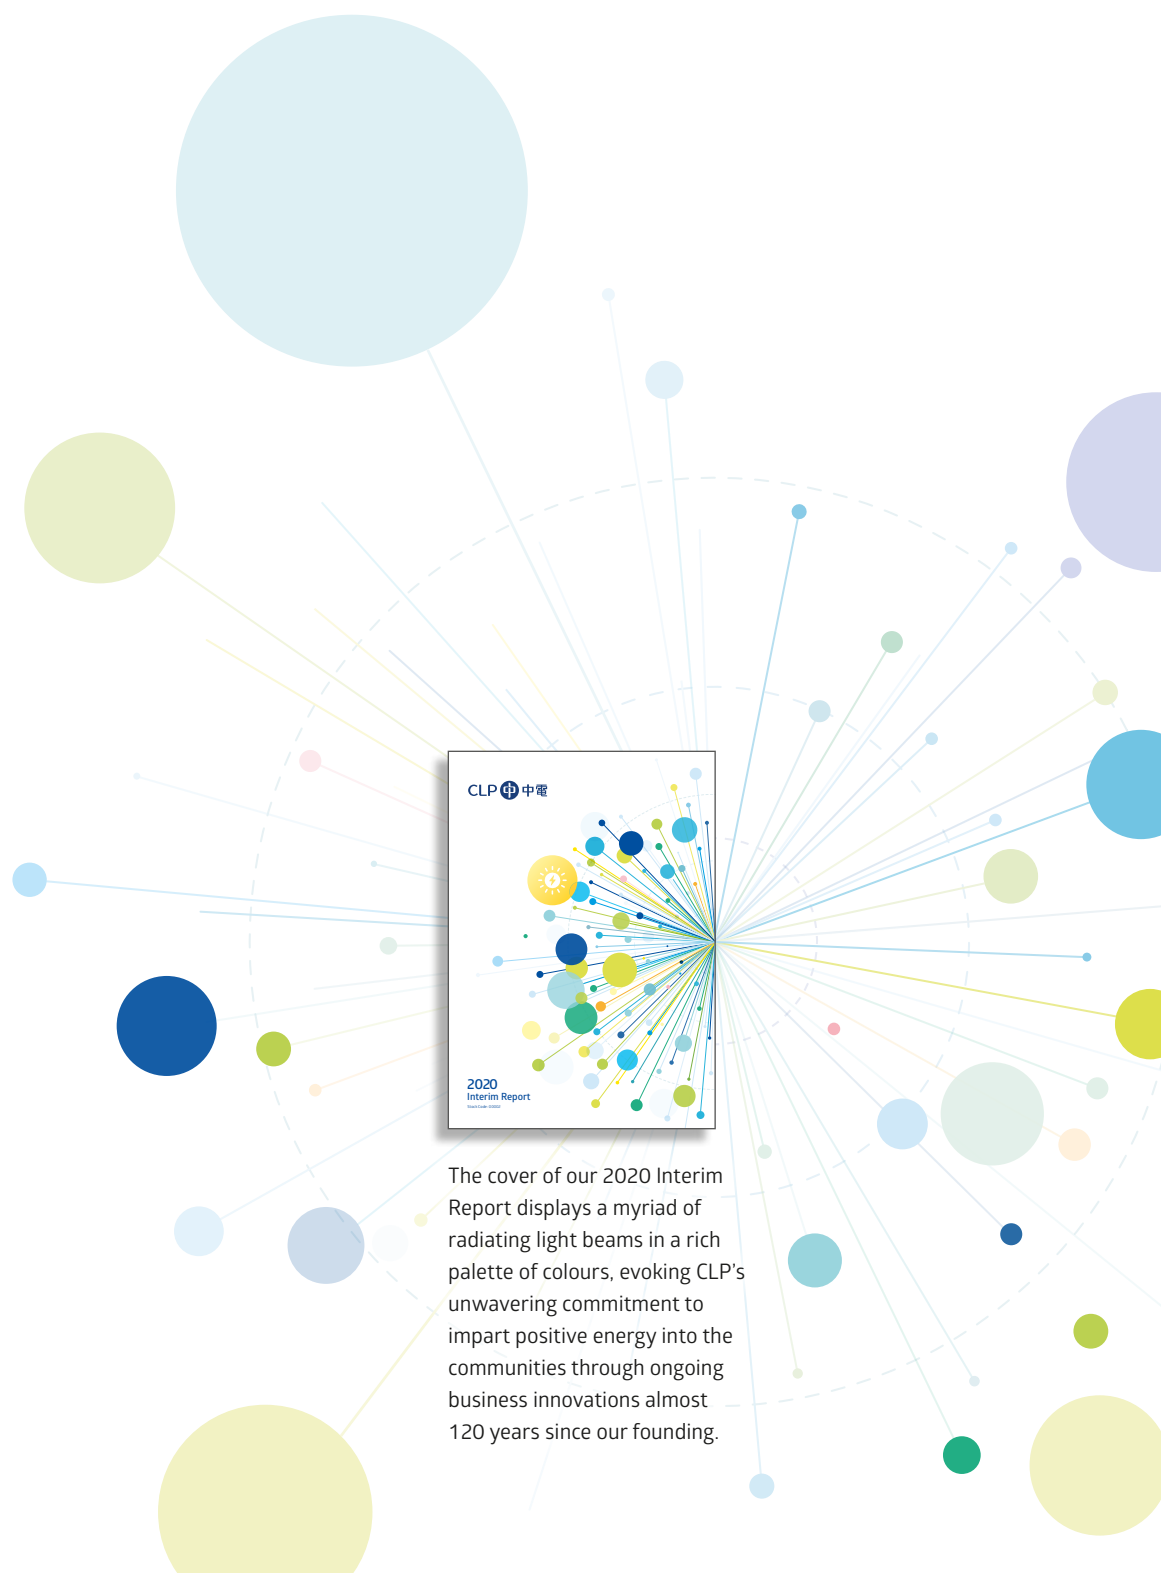 CLP 中 中電
2020
Interim Report
The cover of our 2020 Interim
Report displays a myriad of
radiating light beams in a rich
palette of colours, evoking CLP’s
unwavering commitment to
impart positive energy into the
communities through ongoing
business innovations almost
120 years since our founding.